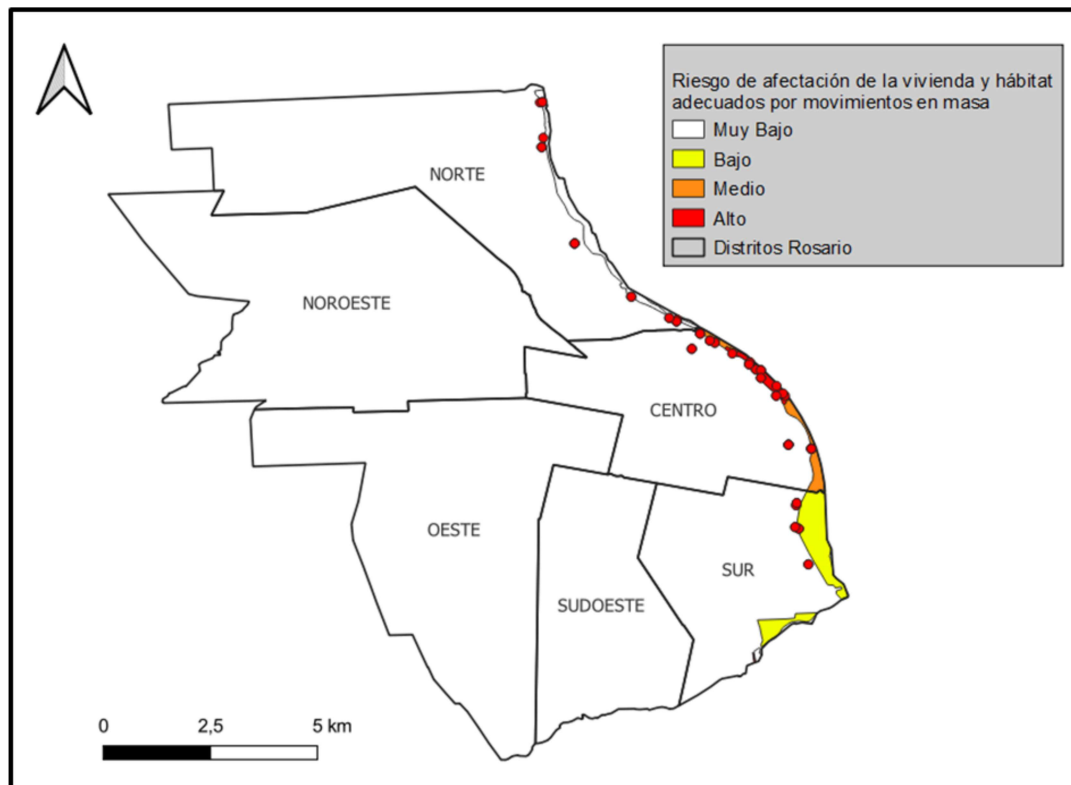 Riesgo de afectación de la vivienda y hábitat
adecuados por movimientos en masa
Muy Bajo
Bajo
Medio
Alto
Distritos Rosario
NORTE
NOROESTE
CENTRO
OESTE
SUR
SUDOESTE
0 2,5 5 km